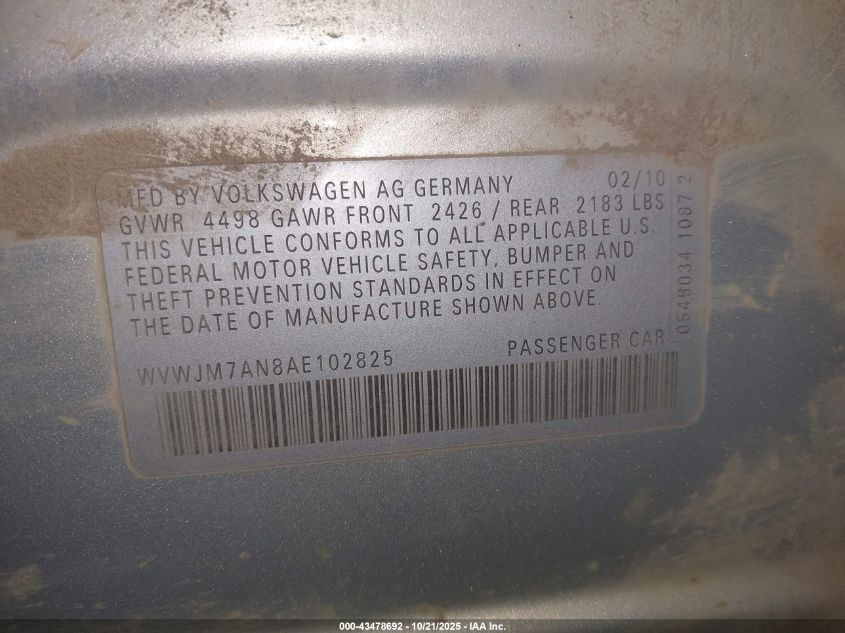 MFD BY VOLKSWAGEN AG GERMANY 02/10
GVWR 4498 GAWR FRONT 2426 / REAR 2183 LBS
THIS VEHICLE CONFORMS TO ALL APPLICABLE U.S.
FEDERAL MOTOR VEHICLE SAFETY, BUMPER AND
THEFT PREVENTION STANDARDS IN EFFECT ON
THE DATE OF MANUFACTURE SHOWN ABOVE.
WVWJM7AN8AE102825 PASSENGER CAR
0548034 1087 2
000-43478692 - 10/21/2025 - IAA Inc.